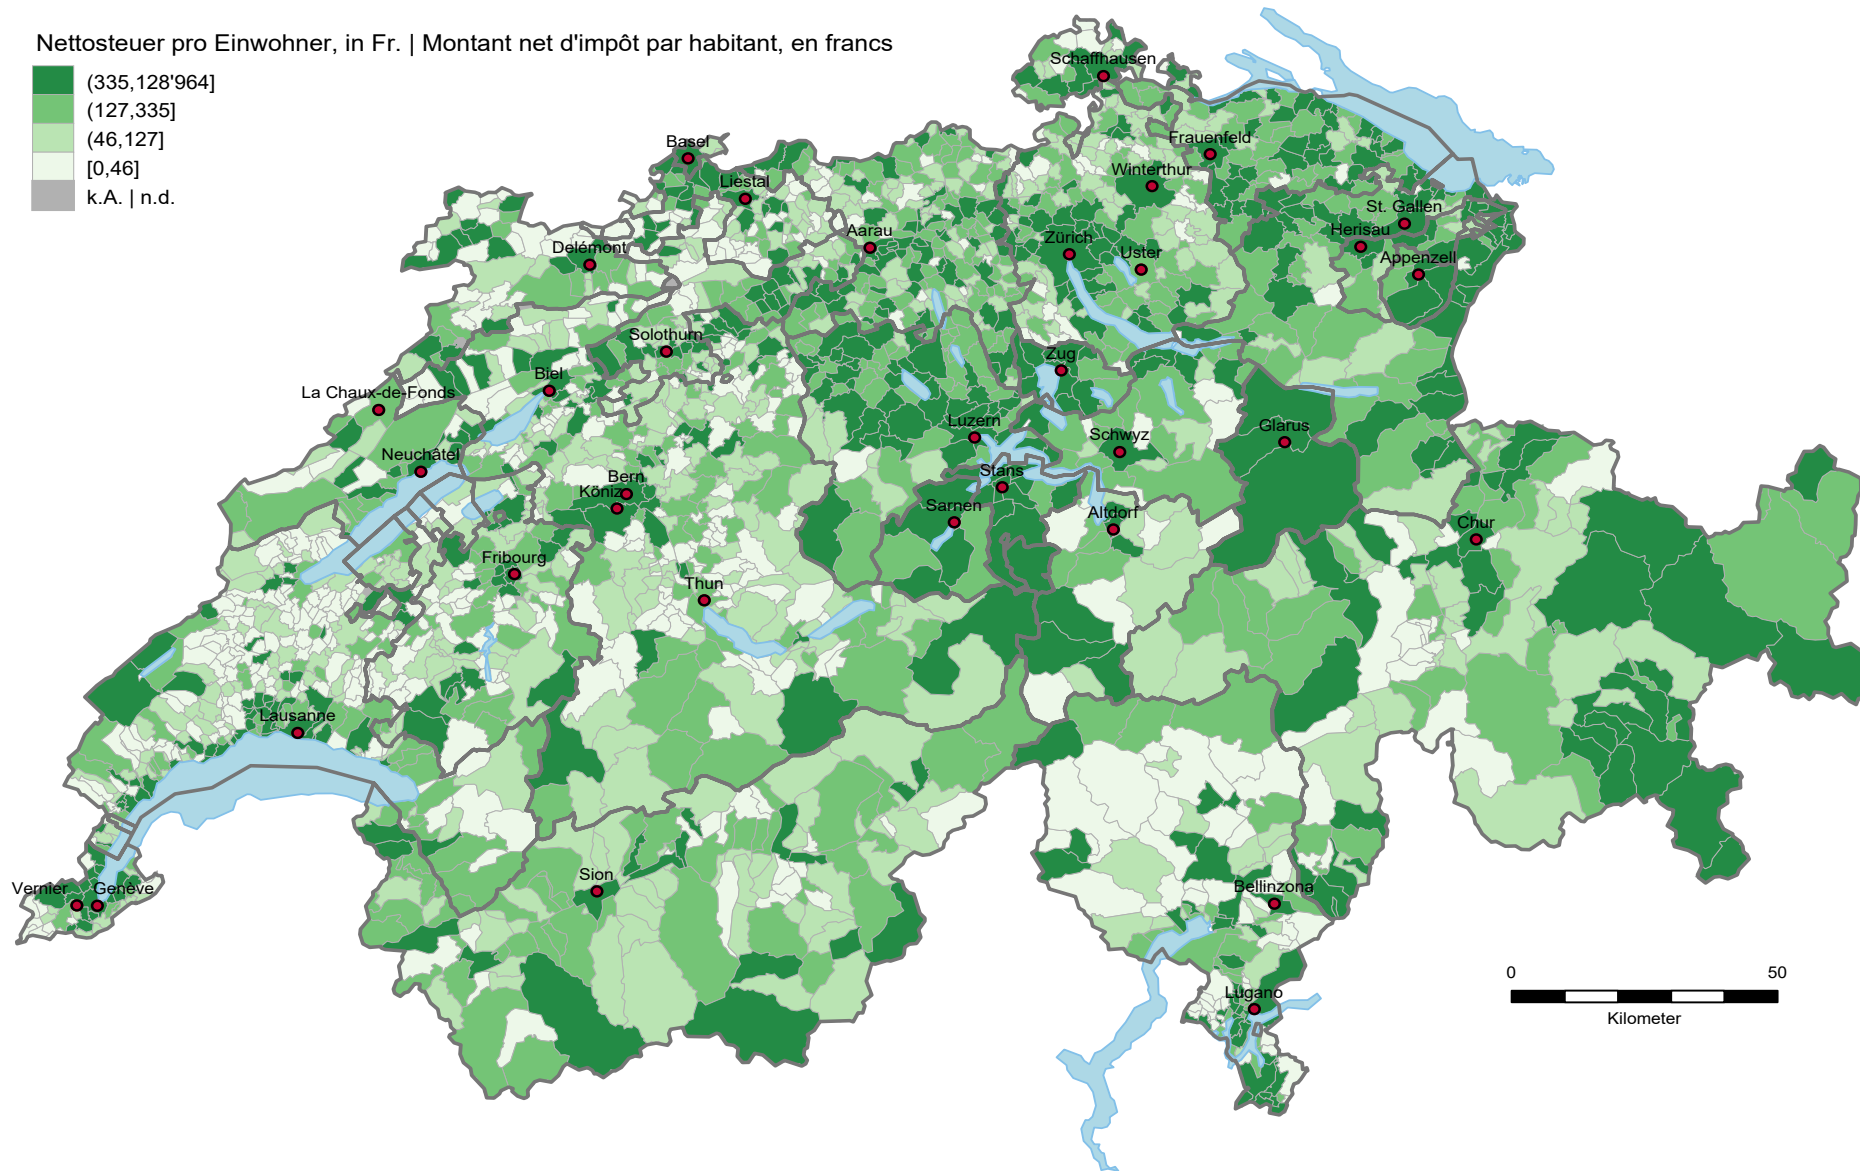 Nettosteuer pro Einwohner, in Fr. | Montant net d'impôt par habitant, en francs
(335,128'964]
(127,335]
(46,127]
[0,46]
k.A. | n.d.
Schaffhausen
Basel
Frauenfeld
Winterthur
Liestal
St. Gallen
Aarau
Herisau
Zürich
Delémont
Uster
Appenzell
Solothurn
Zug
Biel
La Chaux-de-Fonds
Luzern
Glarus
Schwyz
Neuchâtel
Stans
Bern
Köniz
Sarnen
Altdorf
Chur
Fribourg
Thun
Lausanne
Sion
Vernier
Genève
Bellinzona
Lugano
0
50
Kilometer